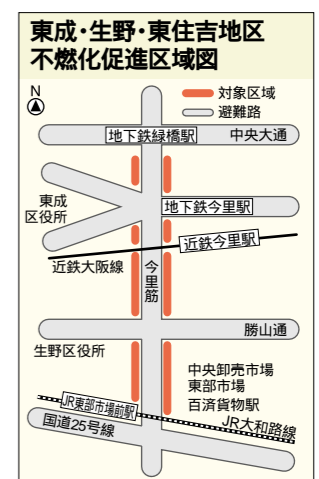 東成・生野・東住吉地区
不燃化促進区域図
N
対象区域
避難路
地下鉄緑橋駅
中央大通
東成
区役所
地下鉄今里駅
近鉄今里駅
近鉄大阪線
今里筋
勝山通
生野区役所
中央卸売市場
東部市場
百済貨物駅
JR東部市場前駅
JR大和路線
国道25号線